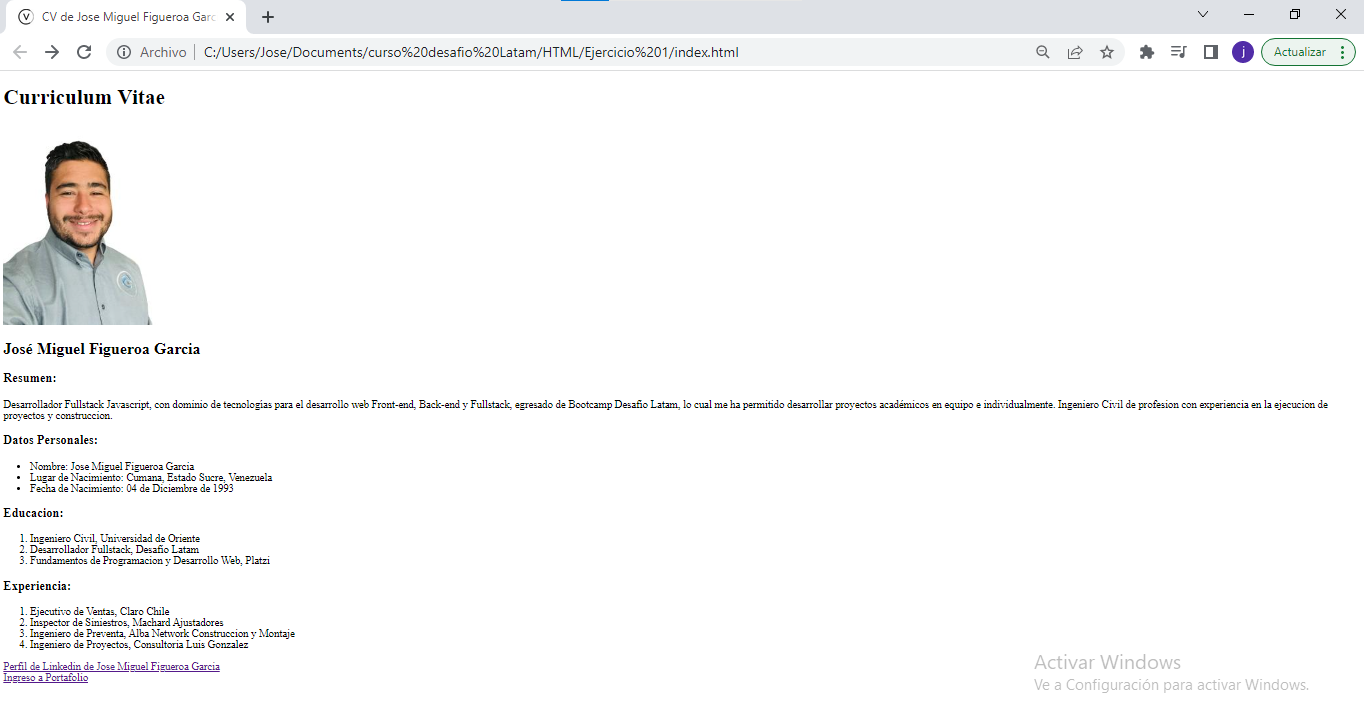 CV de Jose Miguel Figueroa Garc
Archivo
C:/Users/Jose/Documents/curso%20desafio%20Latam/HTML/Ejercicio%201/index.html
j
Actualizar
Curriculum Vitae
José Miguel Figueroa Garcia
Resumen:
Desarrollador Fullstack Javascript, con dominio de tecnologias para el desarrollo web Front-end, Back-end y Fullstack, egresado de Bootcamp Desafio Latam, lo cual me ha permitido desarrollar proyectos académicos en equipo e individualmente. Ingeniero Civil de profesion con experiencia en la ejecucion de
proyectos y construccion.
Datos Personales:
• Nombre: Jose Miguel Figueroa Garcia
• Lugar de Nacimiento: Cumana, Estado Sucre, Venezuela
• Fecha de Nacimiento: 04 de Diciembre de 1993
Educacion:
1. Ingeniero Civil, Universidad de Oriente
2. Desarrollador Fullstack, Desafio Latam
3. Fundamentos de Programacion y Desarrollo Web, Platzi
Experiencia:
1. Ejecutivo de Ventas, Claro Chile
2. Inspector de Siniestros, Machard Ajustadores
3. Ingeniero de Preventa, Alba Network Construccion y Montaje
4. Ingeniero de Proyectos, Consultoria Luis Gonzalez
Perfil de Linkedin de Jose Miguel Figueroa Garcia
Ingreso a Portafolio
Activar Windows
Ve a Configuración para activar Windows.